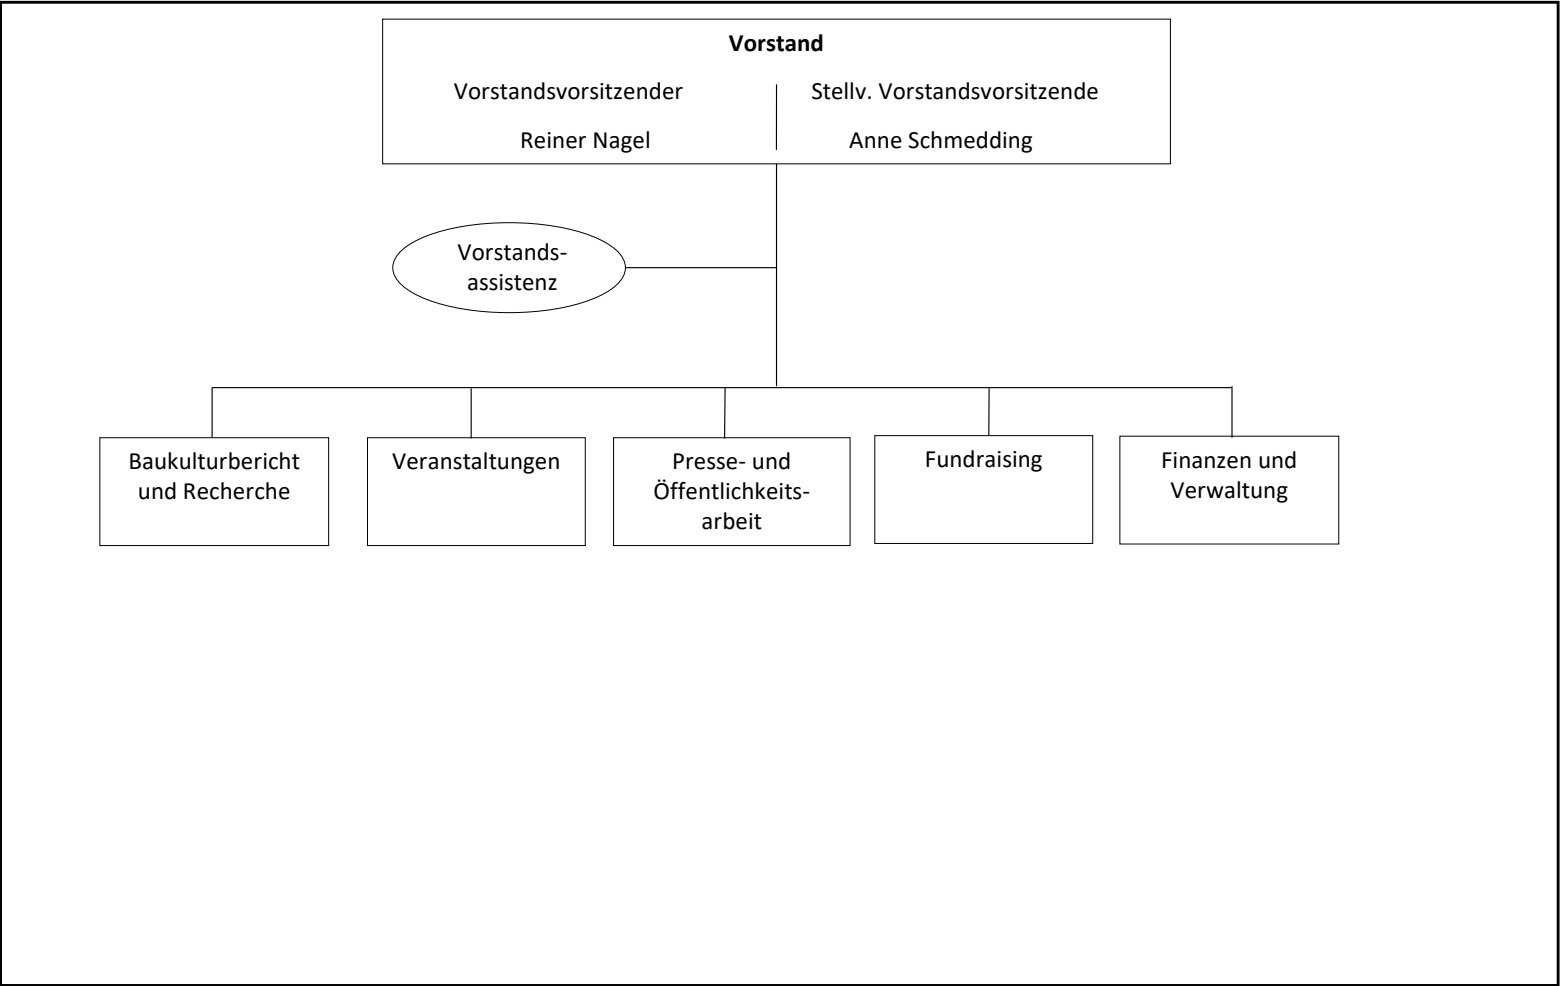 Vorstand
Vorstandsvorsitzender
Reiner Nagel
Stellv. Vorstandsvorsitzende
Anne Schmedding
Vorstands-
assistenz
Baukulturbericht
und Recherche
Veranstaltungen
Presse- und
Öffentlichkeits-
arbeit
Fundraising
Finanzen und
Verwaltung